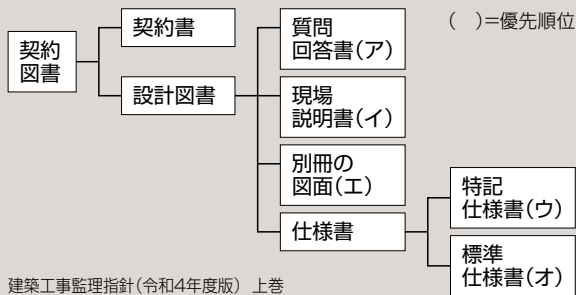 契約
図書
契約書
設計図書
質問
回答書(ア)
現場
説明書(イ)
別冊の
図面(エ)
仕様書
特記
仕様書(ウ)
標準
仕様書(オ)
( )=優先順位
建築工事監理指針(令和4年度版) 上巻